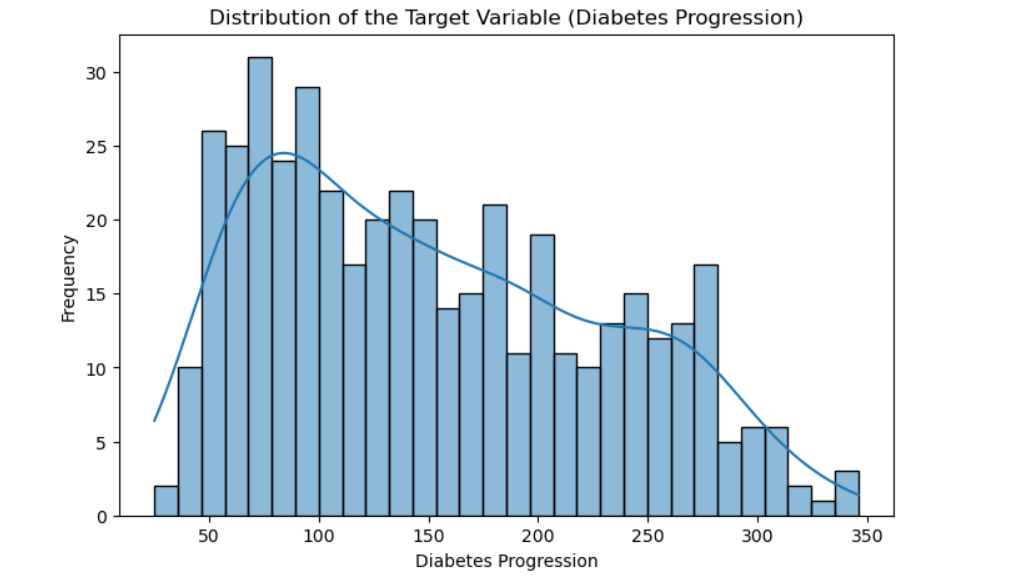 Distribution of the Target Variable (Diabetes Progression)
30
25
20
15
10
5
0
Frequency
50 100 150 200 250 300 350
Diabetes Progression